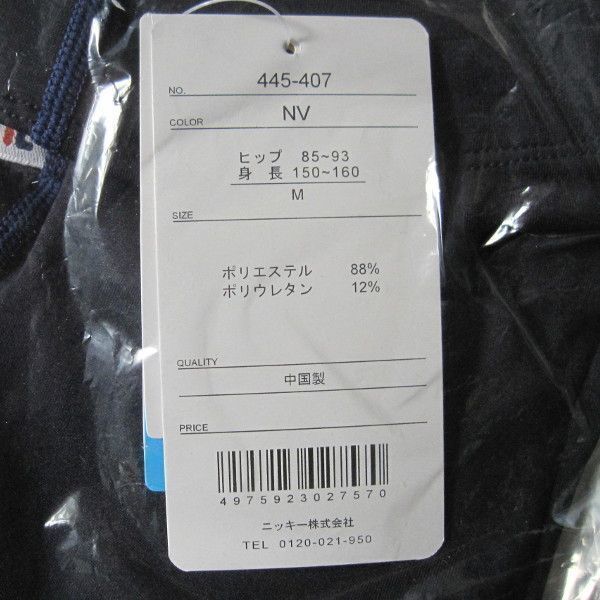 NO. 445-407
COLOR NV
ヒップ 85~93
身長 150~160
M
SIZE
ポリエステル 88%
ポリウレタン 12%
QUALITY
中国製
PRICE
4975923027570
ニッキー株式会社
TEL 0120-021-950